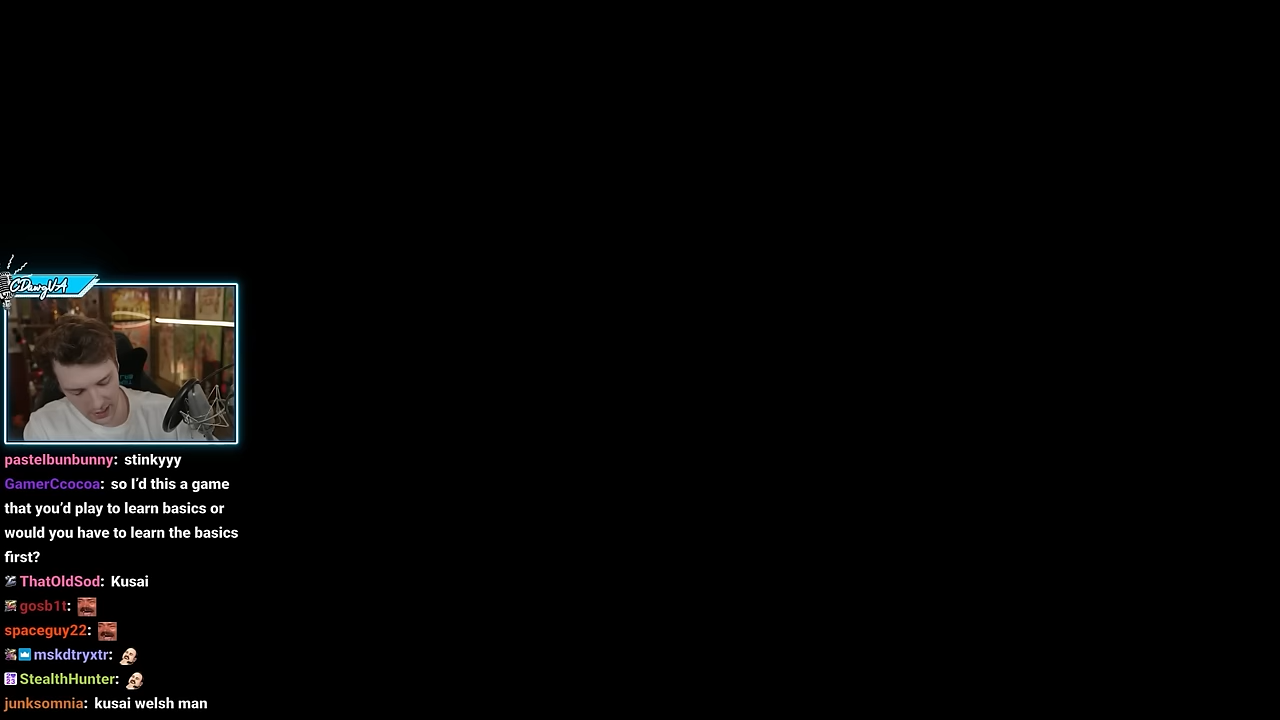 CDawgVA
pastelbunbunny: stinkyyy
GamerCcocoa: so I'd this a game
that you'd play to learn basics or
would you have to learn the basics
first?
ThatOldSod: Kusai
gosb1t:
spaceguy22:
mskdtryxtr:
StealthHunter:
junksomnia: kusai welsh man